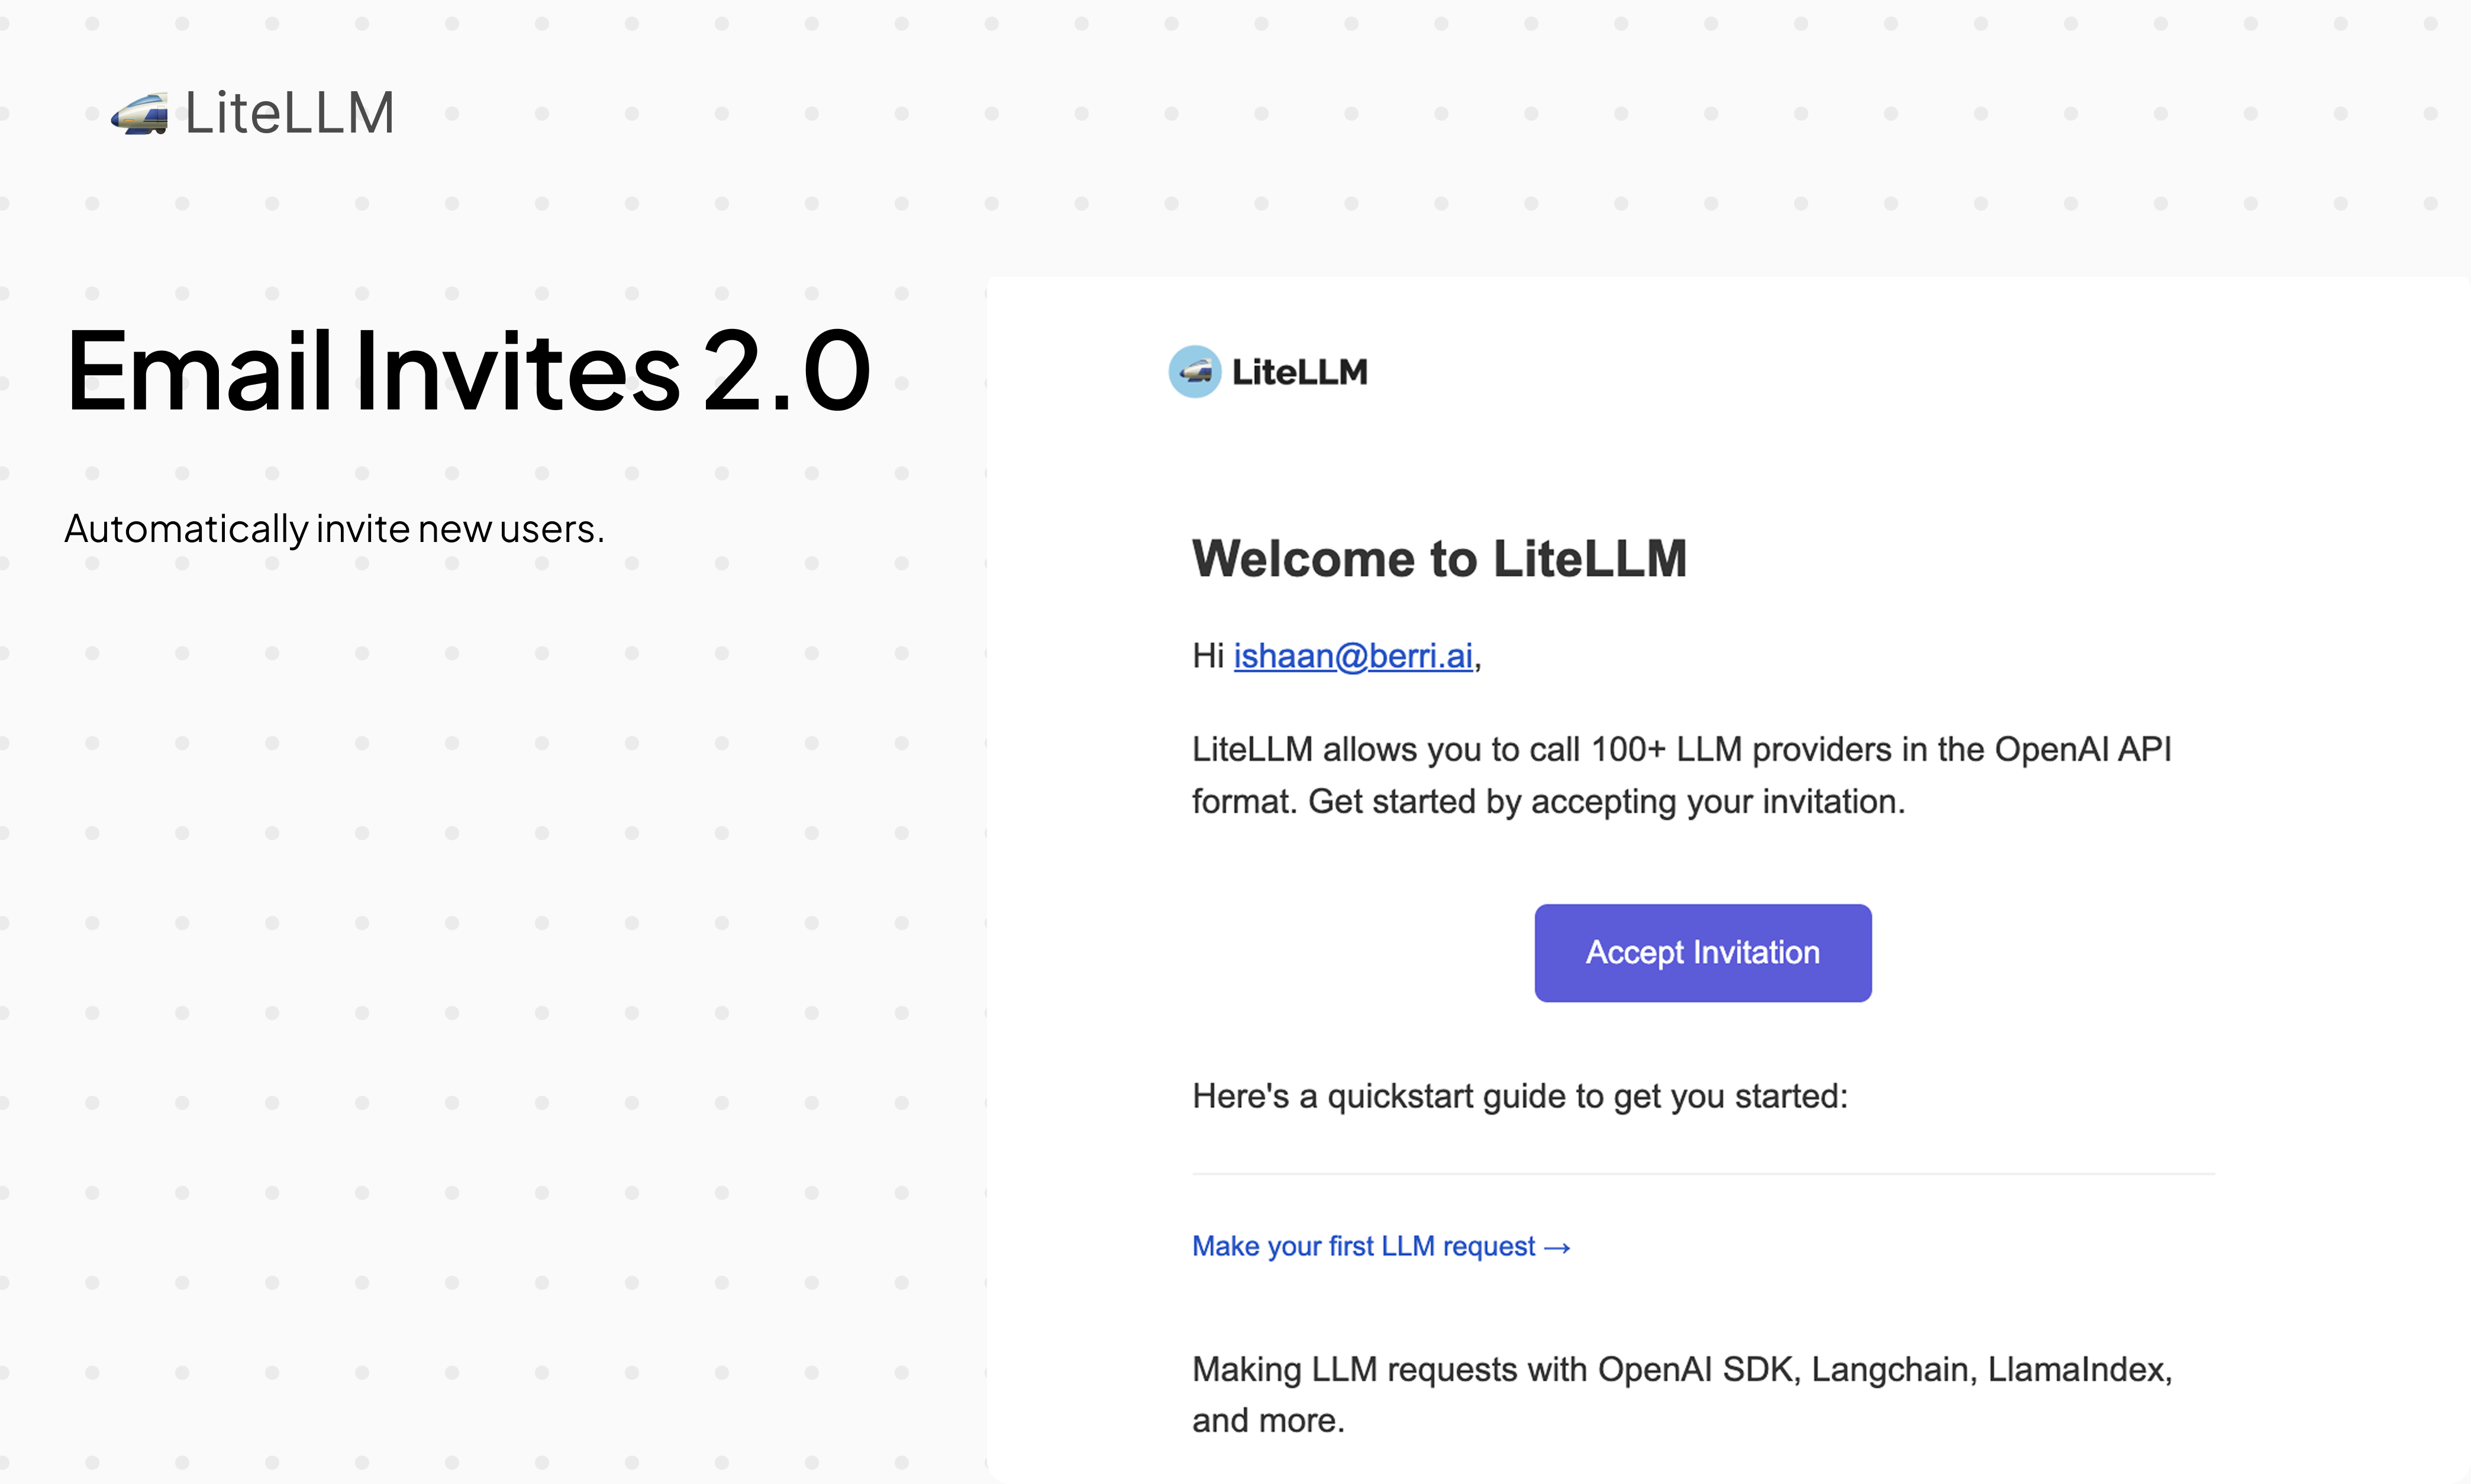 LiteLLM
Email Invites 2.0
Automatically invite new users.
LiteLLM
Welcome to LiteLLM
Hi ishaan@berri.ai,
LiteLLM allows you to call 100+ LLM providers in the OpenAI API
format. Get started by accepting your invitation.
Accept Invitation
Here's a quickstart guide to get you started:
Make your first LLM request →
Making LLM requests with OpenAI SDK, Langchain, LlamaIndex,
and more.